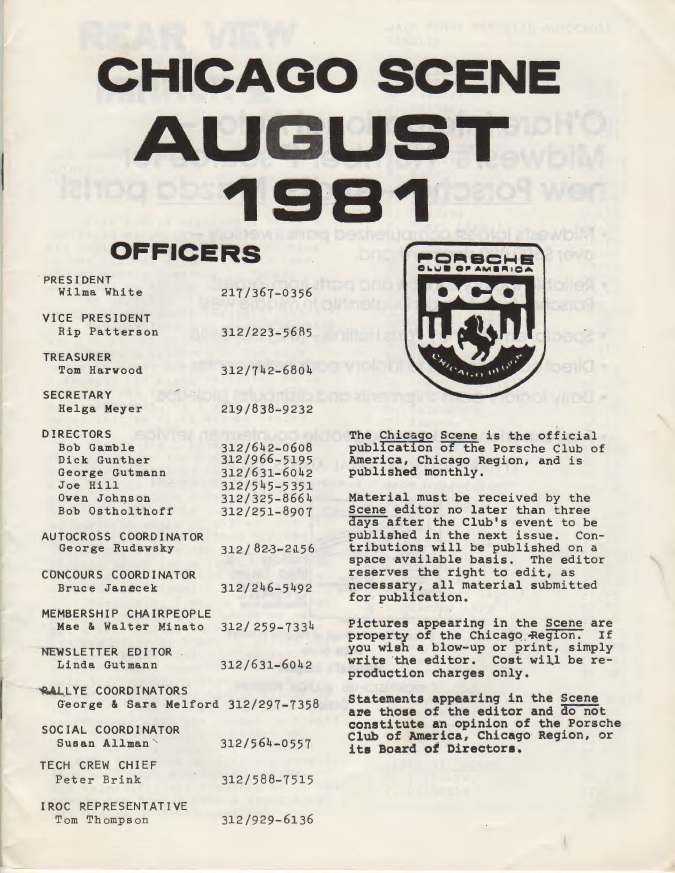 CHICAGO SCENE
AUGUST
1981
OFFICERS
PRESIDENT
Wilma White 217/367-0356
VICE PRESIDENT
Rip Patterson 312/223-5685
TREASURER
Tom Harwood 312/742-6804
SECRETARY
Helga Meyer 219/838-9232
DIRECTORS
Bob Gamble 312/642-0608
Dick Gunther 312/966-5195
George Gutmann 312/631-6042
Joe Hill 312/545-5351
Owen Johnson 312/325-8664
Bob Ostholthoff 312/251-8907
AUTOCROSS COORDINATOR
George Rudawsky 312/823-2156
CONCOURS COORDINATOR
Bruce Janecek 312/246-5492
MEMBERSHIP CHAIRPEOPLE
Mae & Walter Minato 312/259-7334
NEWSLETTER EDITOR
Linda Gutmann 312/631-6042
RALLYE COORDINATORS
George & Sara Melford 312/297-7358
SOCIAL COORDINATOR
Susan Allman 312/564-0557
TECH CREW CHIEF
Peter Brink 312/588-7515
IROC REPRESENTATIVE
Tom Thompson 312/929-6136
PORSCHE
CLUB OF AMERICA
pca
CHICAGO REGION
The Chicago Scene is the official
publication of the Porsche Club of
America, Chicago Region, and is
published monthly.
Material must be received by the
Scene editor no later than three
days after the Club's event to be
published in the next issue. Con-
tributions will be published on a
space available basis. The editor
reserves the right to edit, as
necessary, all material submitted
for publication.
Pictures appearing in the Scene are
property of the Chicago Region. If
you wish a blow-up or print, simply
write the editor. Cost will be re-
production charges only.
Statements appearing in the Scene
are those of the editor and do not
constitute an opinion of the Porsche
Club of America, Chicago Region, or
its Board of Directors.